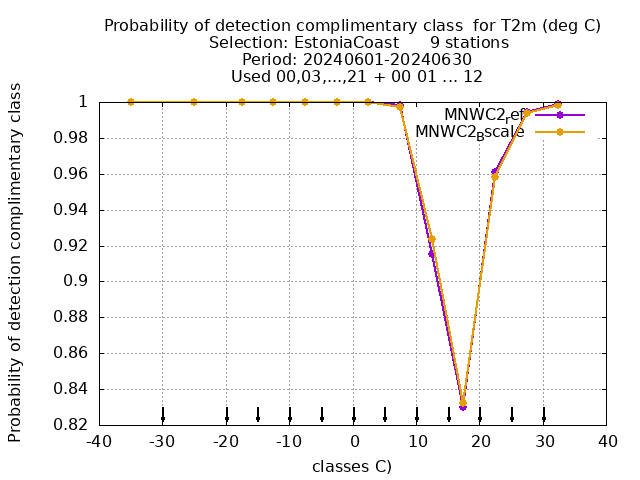 Probability of detection complimentary class for T2m (deg C)
Selection: EstoniaCoast 9 stations
Period: 20240601-20240630
Used 00,03,...,21 + 00 01 ... 12
Probability of detection complimentary class
1
0.98
0.96
0.94
0.92
0.9
0.88
0.86
0.84
0.82
MNWC2ref
MNWC2Bscale
-40 -30 -20 -10 0 10 20 30 40
classes C)